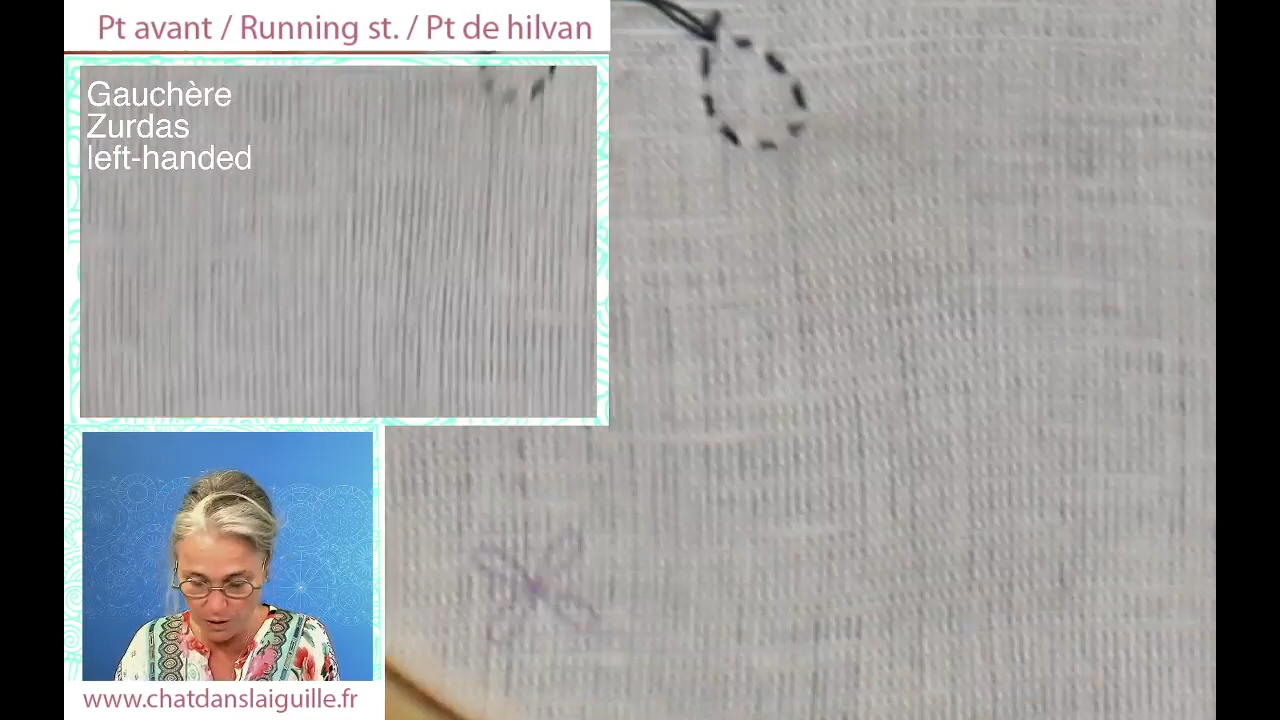 Pt avant / Running st. / Pt de hilvan
Gauchère
Zurdas
left-handed
www.chatdanslaiguille.fr